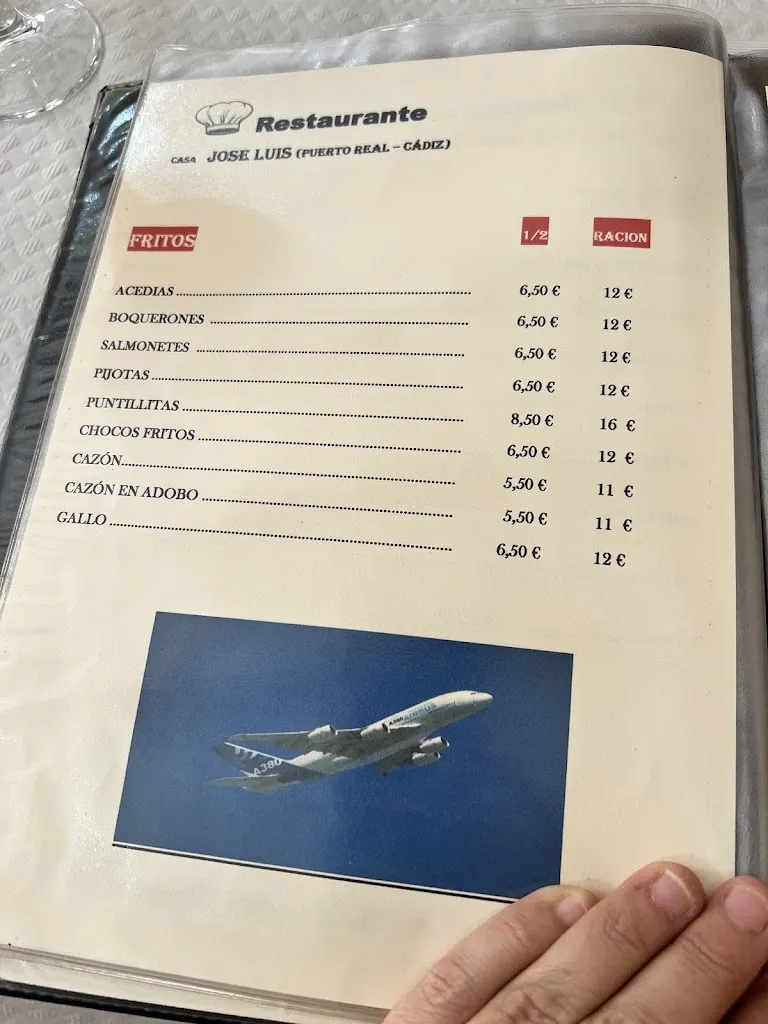 Restaurante
CASA JOSE LUIS (PUERTO REAL – CÁDIZ)
FRITOS 1/2 RACION
ACEDIAS 6,50 € 12 €
BOQUERONES 6,50 € 12 €
SALMONETES 6,50 € 12 €
PIJOTAS 6,50 € 12 €
PUNTILLITAS 8,50 € 16 €
CHOCOS FRITOS 6,50 € 12 €
CAZÓN 5,50 € 11 €
CAZÓN EN ADOBO 5,50 € 11 €
GALLO 6,50 € 12 €
A380 AIRBUS
A380